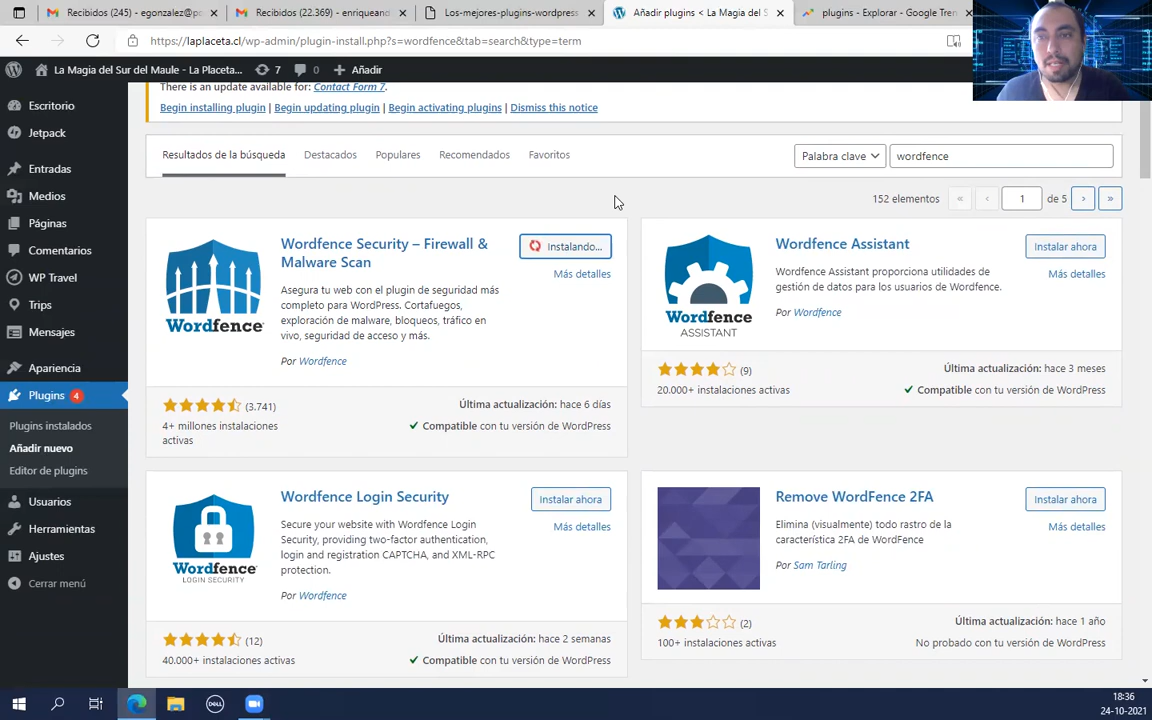 Recibidos (245) - egonzalez@p
Recibidos (22.369) - enriqueand
Los-mejores-plugins-wordpress
Añadir plugins < La Magia del S
plugins - Explorar - Google Tren
https://laplaceta.cl/wp-admin/plugin-install.php?s=wordfence&tab=search&type=term
La Magia del Sur del Maule - La Placeta...
7
0
Añadir
Escritorio
Jetpack
Entradas
Medios
Páginas
Comentarios
WP Travel
Trips
Mensajes
Apariencia
Plugins 4
Plugins instalados
Añadir nuevo
Editor de plugins
Usuarios
Herramientas
Ajustes
Cerrar menú
There is an update available for: Contact Form 7.
Begin installing plugin | Begin updating plugin | Begin activating plugins | Dismiss this notice
Resultados de la búsqueda
Destacados
Populares
Recomendados
Favoritos
Palabra clave
wordfence
152 elementos
«
‹
1
de 5
›
»
Wordfence
Wordfence Security – Firewall &
Malware Scan
Instalando...
Más detalles
Asegura tu web con el plugin de seguridad más
completo para WordPress. Cortafuegos,
exploración de malware, bloqueos, tráfico en
vivo, seguridad de acceso y más.
Por Wordfence
(3.741)
4+ millones instalaciones
activas
Última actualización: hace 6 días
Compatible con tu versión de WordPress
Wordfence
ASSISTANT
Wordfence Assistant
Instalar ahora
Más detalles
Wordfence Assistant proporciona utilidades de
gestión de datos para los usuarios de Wordfence.
Por Wordfence
(9)
20.000+ instalaciones activas
Última actualización: hace 3 meses
Compatible con tu versión de WordPress
Wordfence
LOGIN SECURITY
Wordfence Login Security
Instalar ahora
Más detalles
Secure your website with Wordfence Login
Security, providing two-factor authentication,
login and registration CAPTCHA, and XML-RPC
protection.
Por Wordfence
(12)
40.000+ instalaciones activas
Última actualización: hace 2 semanas
Compatible con tu versión de WordPress
Remove WordFence 2FA
Instalar ahora
Más detalles
Elimina (visualmente) todo rastro de la
característica 2FA de WordFence
Por Sam Tarling
(2)
100+ instalaciones activas
Última actualización: hace 1 año
No probado con tu versión de WordPress
DELL
18:36
24-10-2021